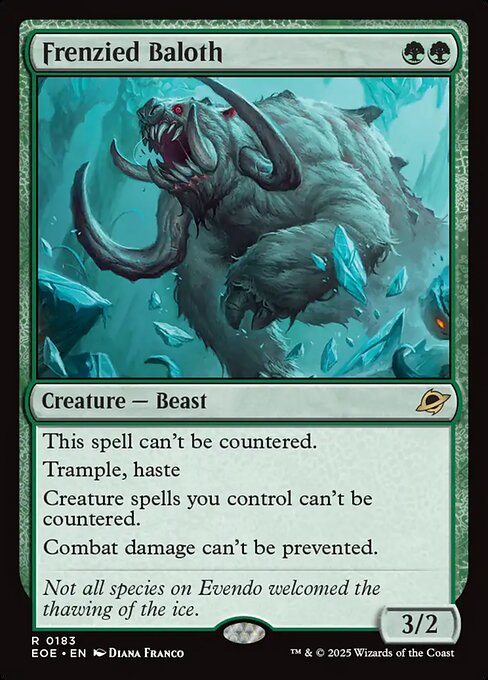 Frenzied Baloth
Creature — Beast
This spell can't be countered.
Trample, haste
Creature spells you control can't be
countered.
Combat damage can't be prevented.
Not all species on Evendo welcomed the
thawing of the ice.
3/2
R 0183
EOE • EN Diana Franco
™ & © 2025 Wizards of the Coast